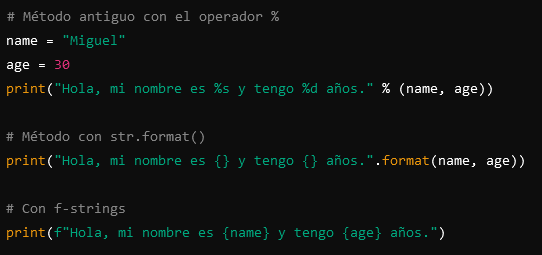 # Método antiguo con el operador %
name = "Miguel"
age = 30
print("Hola, mi nombre es %s y tengo %d años." % (name, age))
# Método con str.format()
print("Hola, mi nombre es {} y tengo {} años.".format(name, age))
# Con f-strings
print(f"Hola, mi nombre es {name} y tengo {age} años.")